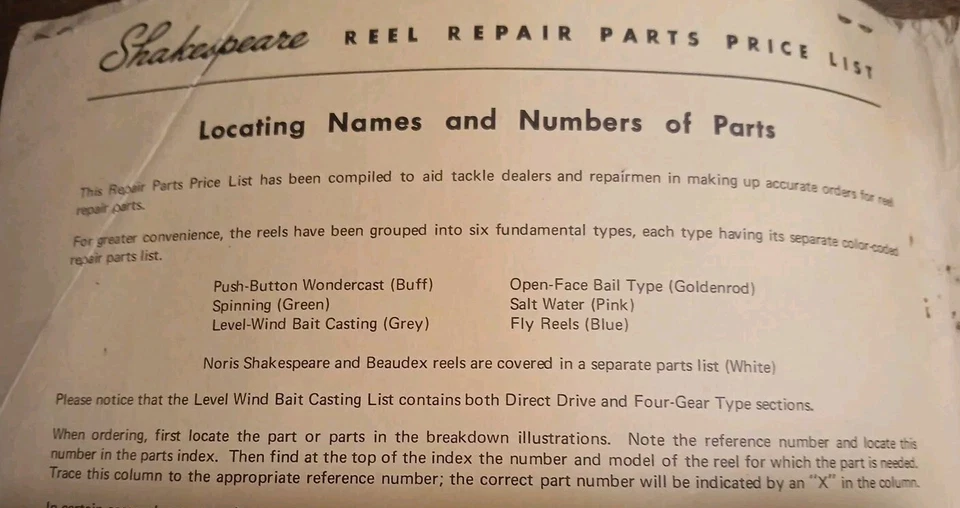 Shakespeare REEL REPAIR PARTS PRICE LIST
Locating Names and Numbers of Parts
This Repair Parts Price List has been compiled to aid tackle dealers and repairmen in making up accurate orders for reel
repair parts.
For greater convenience, the reels have been grouped into six fundamental types, each type having its separate color-coded
repair parts list.
Push-Button Wondercast (Buff) Open-Face Bail Type (Goldenrod)
Spinning (Green) Salt Water (Pink)
Level-Wind Bait Casting (Grey) Fly Reels (Blue)
Noris Shakespeare and Beaudex reels are covered in a separate parts list (White)
Please notice that the Level Wind Bait Casting List contains both Direct Drive and Four-Gear Type sections.
When ordering, first locate the part or parts in the breakdown illustrations. Note the reference number and locate this
number in the parts index. Then find at the top of the index the number and model of the reel for which the part is needed.
Trace this column to the appropriate reference number; the correct part number will be indicated by an "X" in the column.